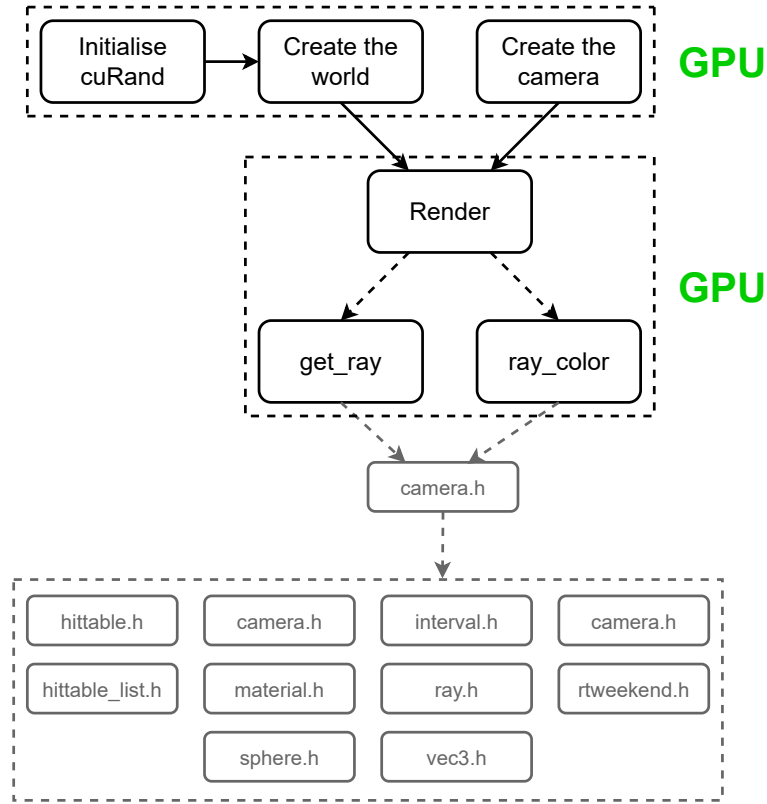 Initialise
cuRand
Create the
world
Create the
camera
GPU
Render
GPU
get_ray
ray_color
camera.h
hittable.h
camera.h
interval.h
camera.h
hittable_list.h
material.h
ray.h
rtweekend.h
sphere.h
vec3.h